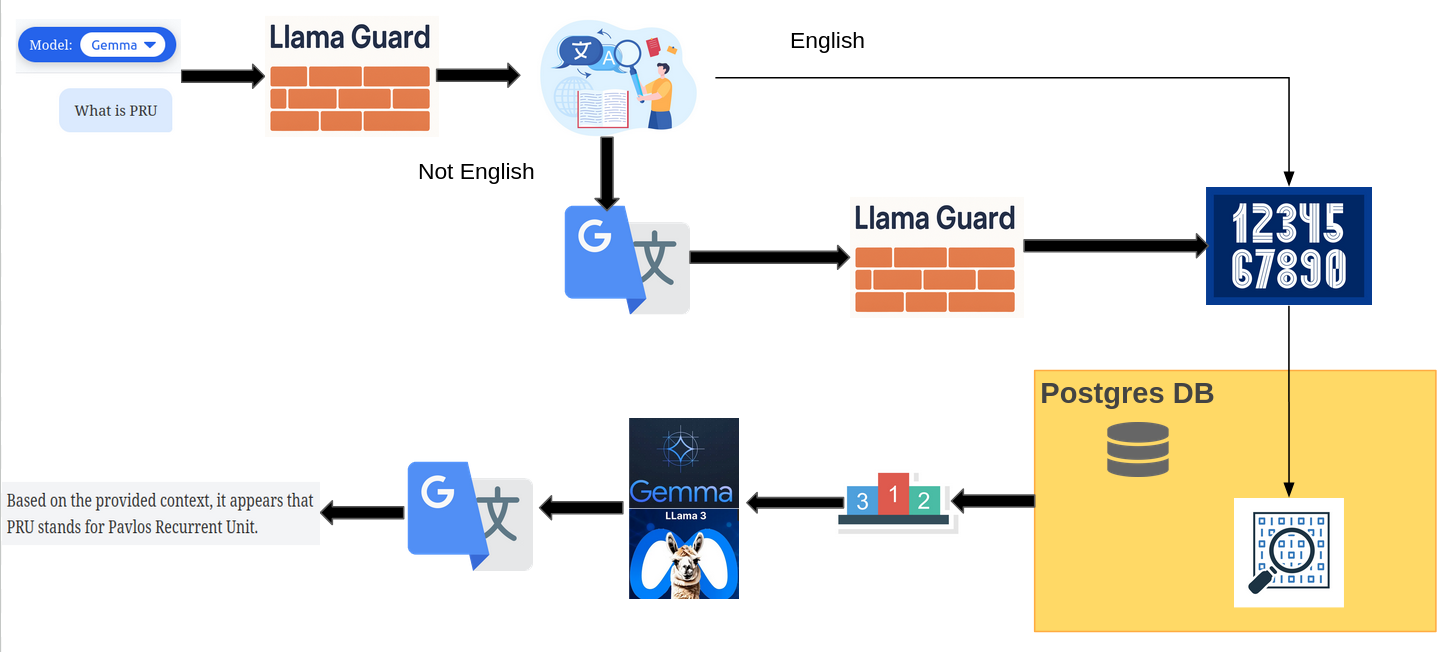 Model: Gemma
What is PRU
Llama Guard
文 A
English
Not English
G 文
Llama Guard
12345
67890
Postgres DB
Gemma
LLama 3
3 1 2
G 文
Based on the provided context, it appears that
PRU stands for Pavlos Recurrent Unit.